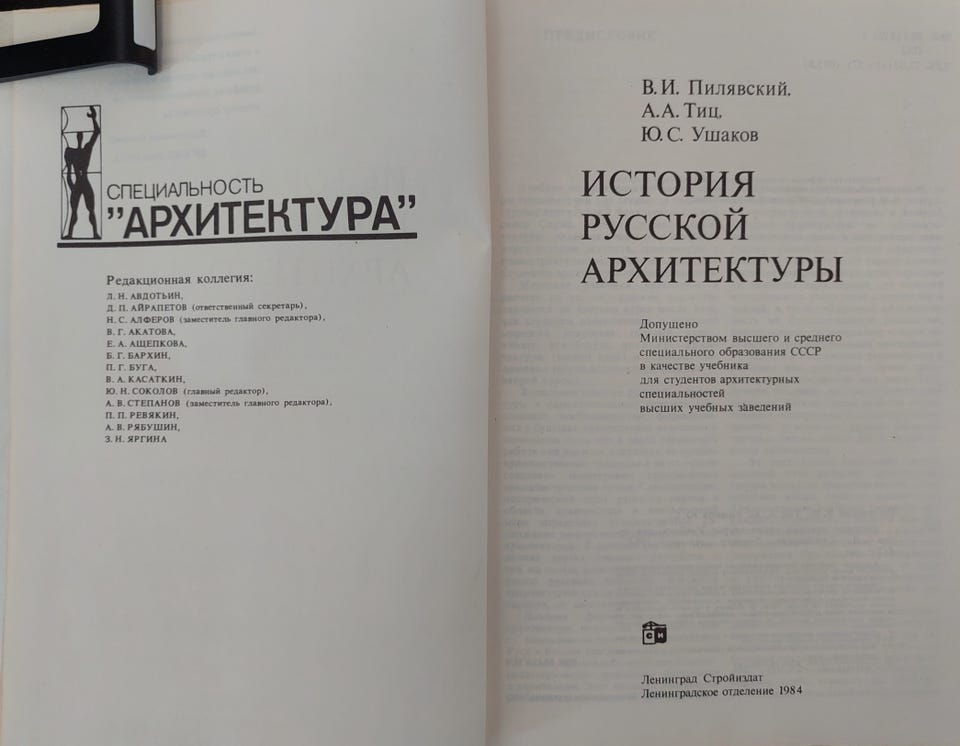 СПЕЦИАЛЬНОСТЬ
"АРХИТЕКТУРА"
Редакционная коллегия:
Л. Н. АВДОТЬИН,
Д. П. АЙРАПЕТОВ (ответственный секретарь),
Н. С. АЛФЕРОВ (заместитель главного редактора),
В. Г. АКАТОВА,
Е. А. АЩЕПКОВА,
Б. Г. БАРХИН,
П. Г. БУГА,
В. А. КАСАТКИН,
Ю. Н. СОКОЛОВ (главный редактор),
А. В. СТЕПАНОВ (заместитель главного редактора),
П. П. РЕВЯКИН,
А. В. РЯБУШИН,
З. Н. ЯРГИНА
В.И. Пилявский,
А.А. Тиц,
Ю.С. Ушаков
ИСТОРИЯ
РУССКОЙ
АРХИТЕКТУРЫ
Допущено
Министерством высшего и среднего
специального образования СССР
в качестве учебника
для студентов архитектурных
специальностей
высших учебных заведений
С И
Ленинград Стройиздат
Ленинградское отделение 1984